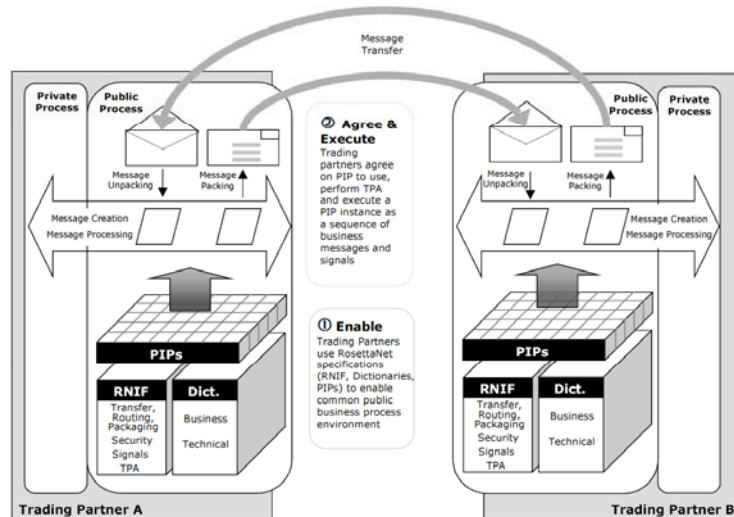 Message
Transfer
Private
Process
Public
Process
Message
Unpacking
Message
Packing
Message Creation
Message Processing
PIPs
RNIF
Transfer,
Routing,
Packaging
Security
Signals
TPA
Dict.
Business
Technical
Trading Partner A
② Agree &
Execute
Trading
partners agree
on PIP to use,
perform TPA
and execute a
PIP instance as
a sequence of
business
messages and
signals
① Enable
Trading Partners
use RosettaNet
specifications
(RNIF, Dictionaries,
PIPs) to enable
common public
business process
environment
Public
Process
Private
Process
Message
Unpacking
Message
Packing
Message Creation
Message Processing
PIPs
RNIF
Transfer,
Routing,
Packaging
Security
Signals
TPA
Dict.
Business
Technical
Trading Partner B